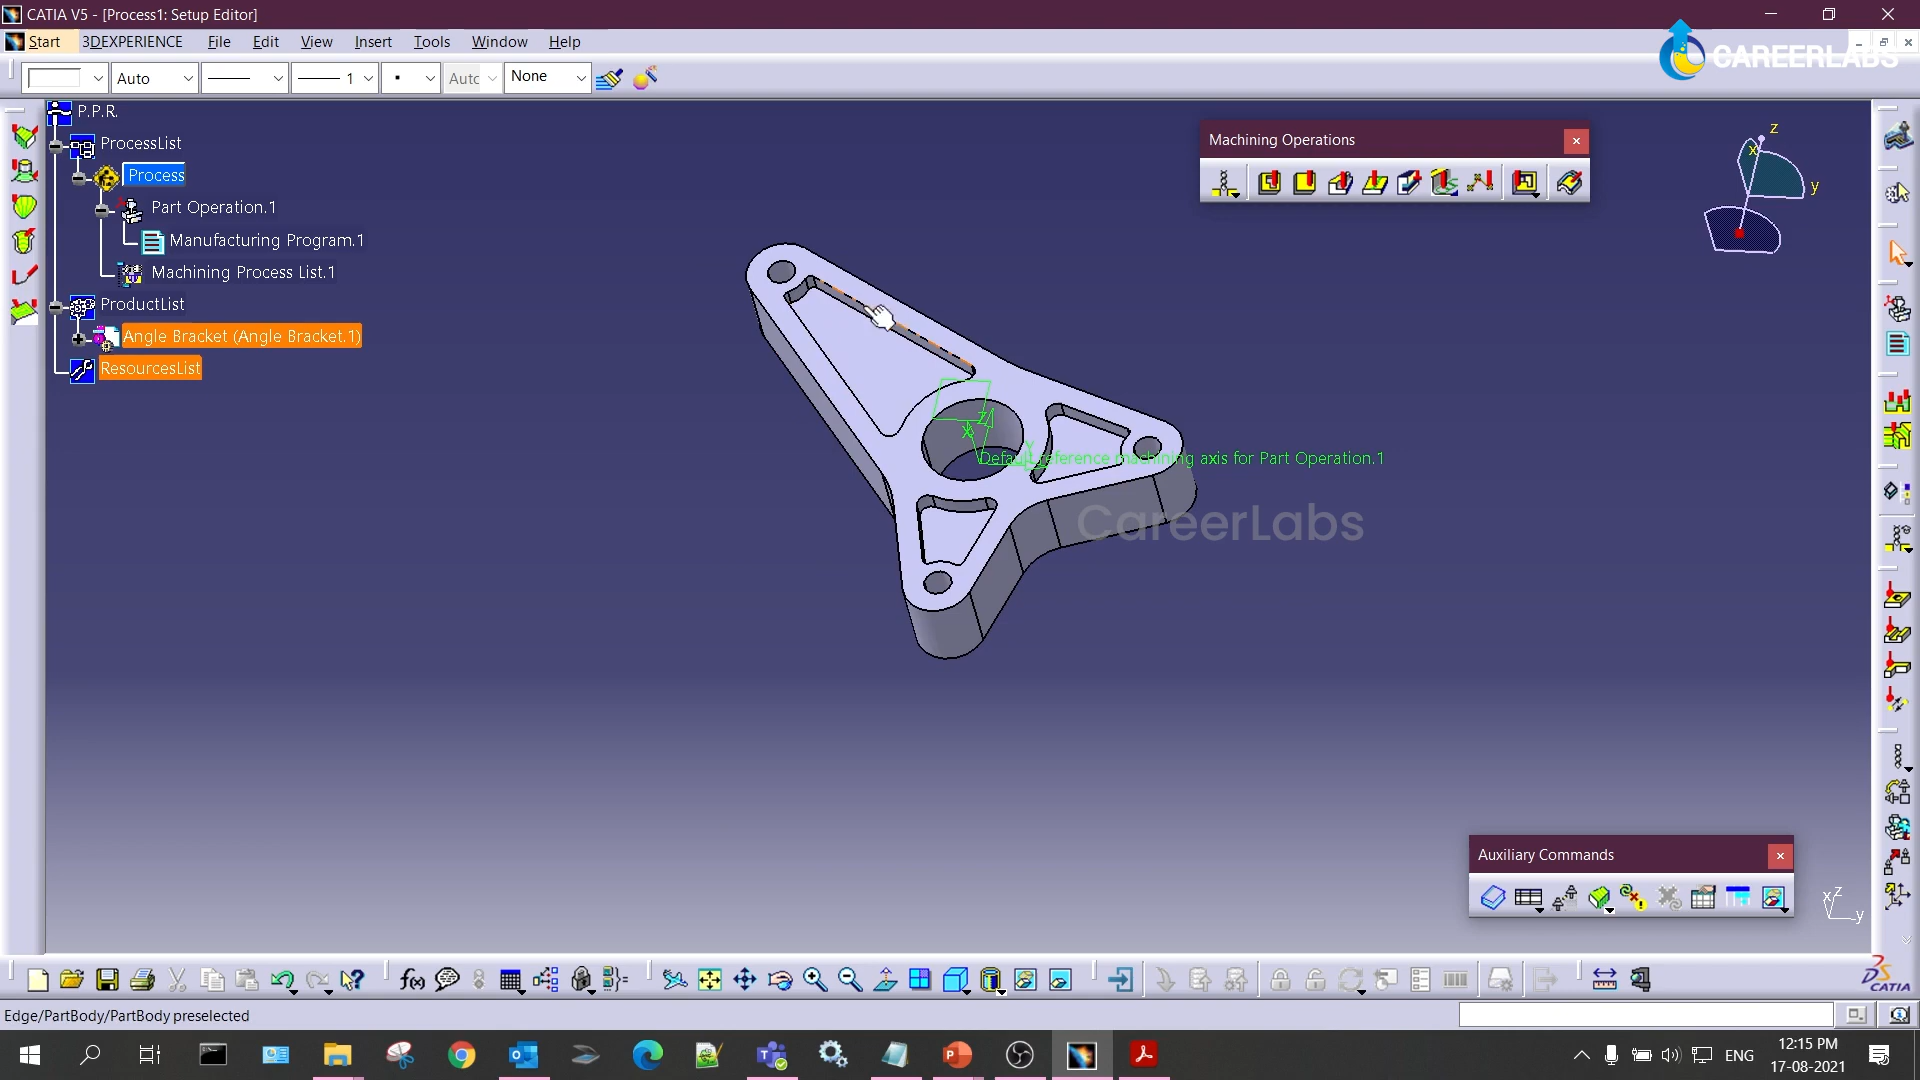 CATIA V5 - [Process1: Setup Editor]
Start 3DEXPERIENCE File Edit View Insert Tools Window Help
CAREERLABS
Auto 1 Auto None
P.P.R.
ProcessList
Process
Part Operation.1
Manufacturing Program.1
Machining Process List.1
ProductList
Angle Bracket (Angle Bracket.1)
ResourcesList
Machining Operations
z
x
y
Z
X
Y
Default reference machining axis for Part Operation.1
CareerLabs
Auxiliary Commands
x z
y
f(x)
CATIA
Edge/PartBody/PartBody preselected
ENG
12:15 PM
17-08-2021